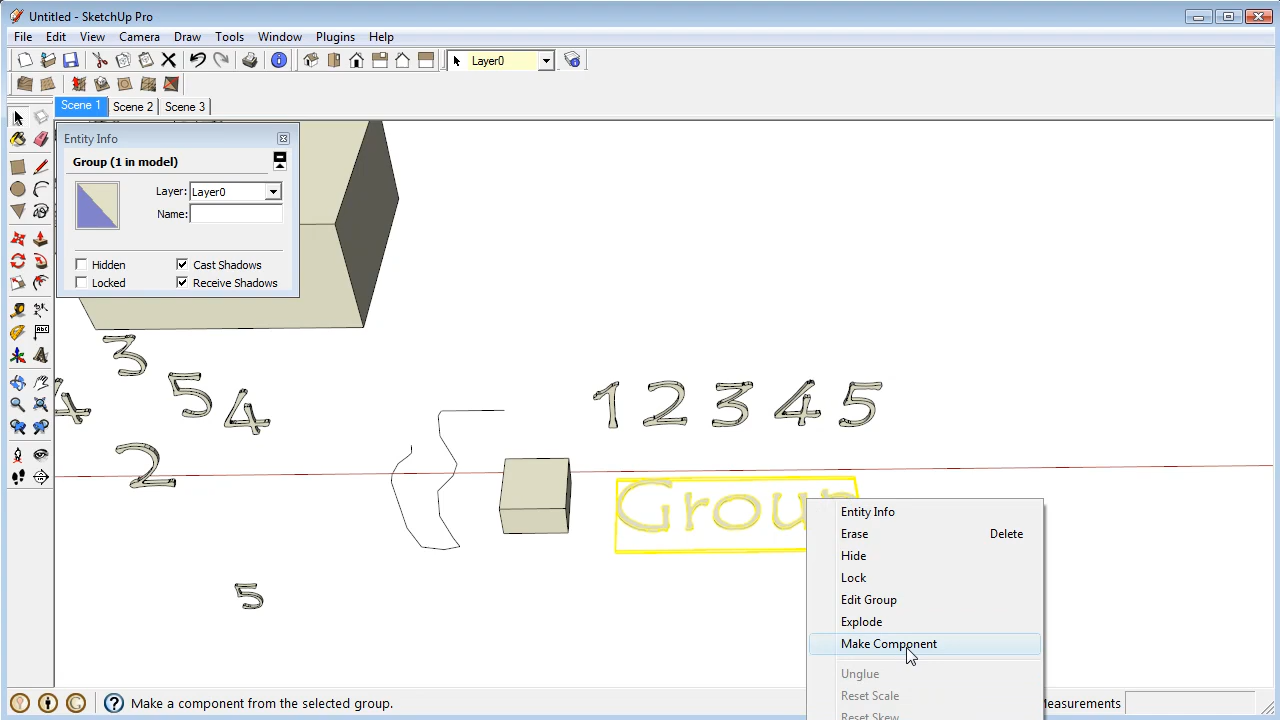 Untitled - SketchUp Pro
File Edit View Camera Draw Tools Window Plugins Help
Layer0
Scene 1 Scene 2 Scene 3
Entity Info
Group (1 in model)
Layer: Layer0
Name:
Hidden Cast Shadows
Locked Receive Shadows
3
4 5 4
2
5
1 2 3 4 5
Group
Entity Info
Erase Delete
Hide
Lock
Edit Group
Explode
Make Component
Unglue
Reset Scale
Reset Skew
Make a component from the selected group.
Measurements